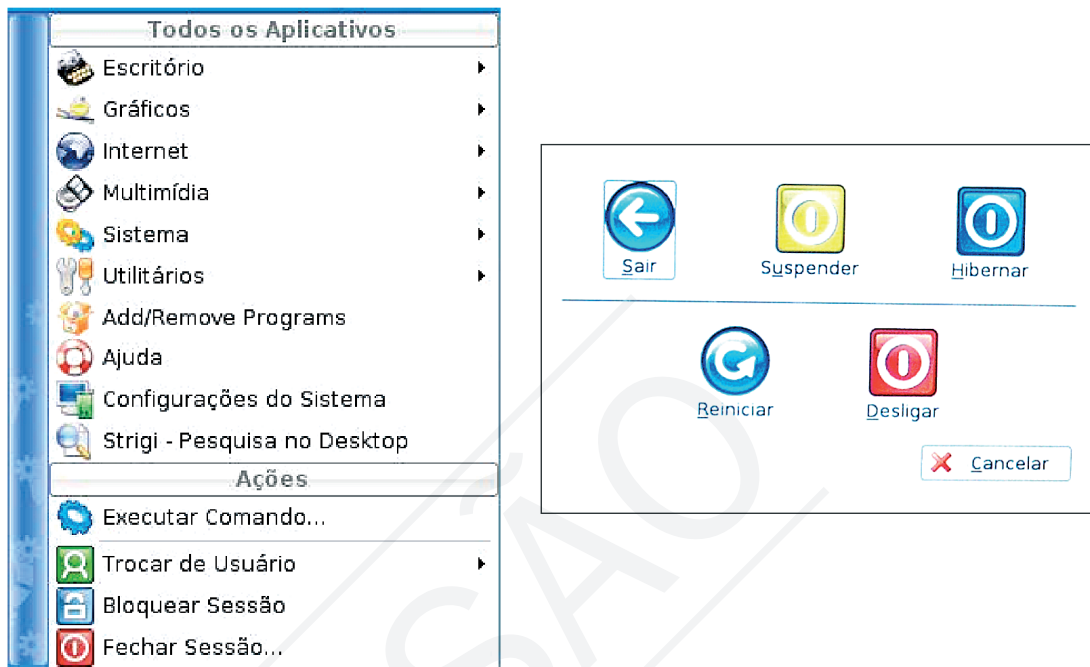 Todos os Aplicativos
Escritório
Gráficos
Internet
Multimídia
Sistema
Utilitários
Add/Remove Programs
Ajuda
Configurações do Sistema
Strigi - Pesquisa no Desktop
Ações
Executar Comando...
Trocar de Usuário
Bloquear Sessão
Fechar Sessão...
Sair
Suspender
Hibernar
Reiniciar
Desligar
Cancelar
SÃO